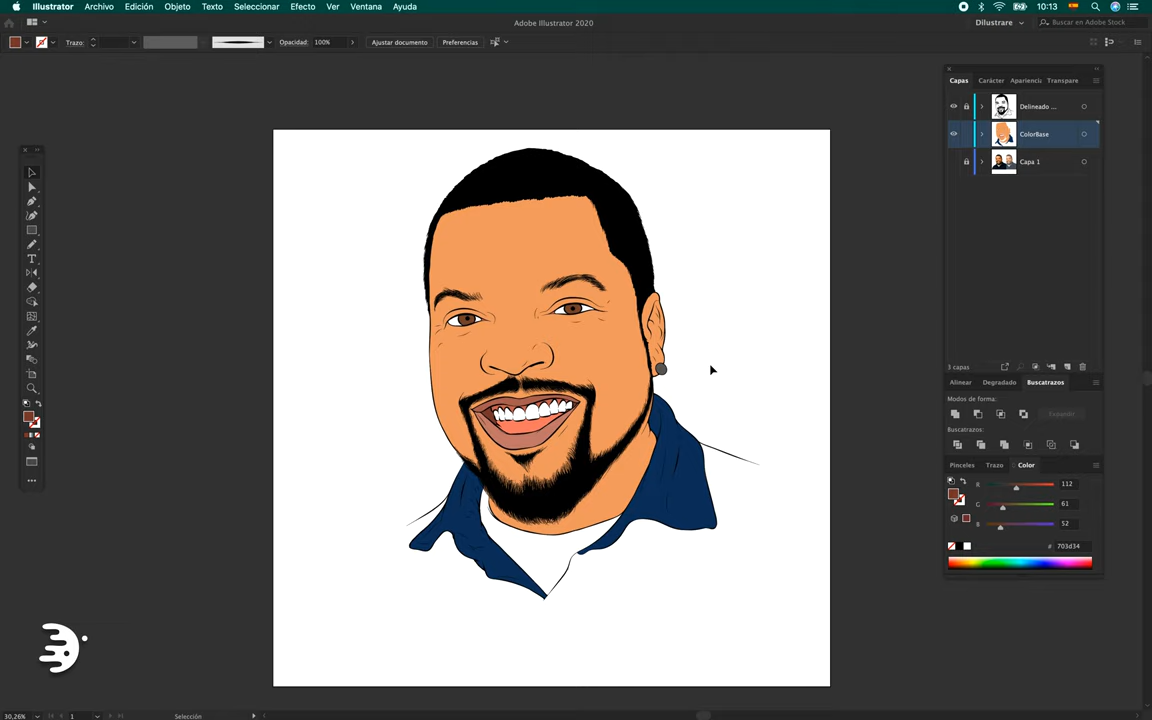 Illustrator Archivo Edición Objeto Texto Seleccionar Efecto Ver Ventana Ayuda 10:13
Adobe Illustrator 2020 Dilustrare Buscar en Adobe Stock
Trazo: Opacidad: 100% Ajustar documento Preferencias
Capas Carácter Aparienci Transpare
Delineado ...
ColorBase
Capa 1
3 capas
Alinear Degradado Buscatrazos
Modos de forma:
Expandir
Buscatrazos:
Pinceles Trazo Color
R 112
G 61
B 52
# 703d34
30,26% 1 Selección